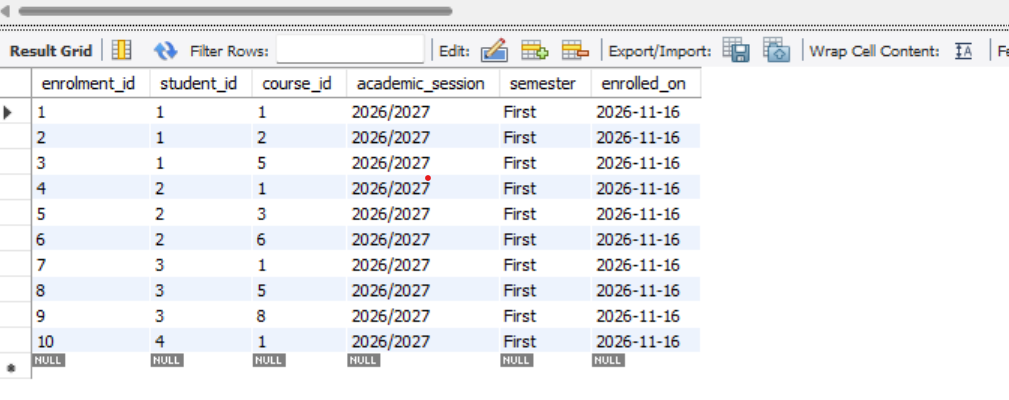 Result Grid Filter Rows: Edit: Export/Import: Wrap Cell Content: IA Fe
enrolment_id student_id course_id academic_session semester enrolled_on
1 1 1 2026/2027 First 2026-11-16
2 1 2 2026/2027 First 2026-11-16
3 1 5 2026/2027 First 2026-11-16
4 2 1 2026/2027 First 2026-11-16
5 2 3 2026/2027 First 2026-11-16
6 2 6 2026/2027 First 2026-11-16
7 3 1 2026/2027 First 2026-11-16
8 3 5 2026/2027 First 2026-11-16
9 3 8 2026/2027 First 2026-11-16
10 4 1 2026/2027 First 2026-11-16
NULL NULL NULL NULL NULL NULL